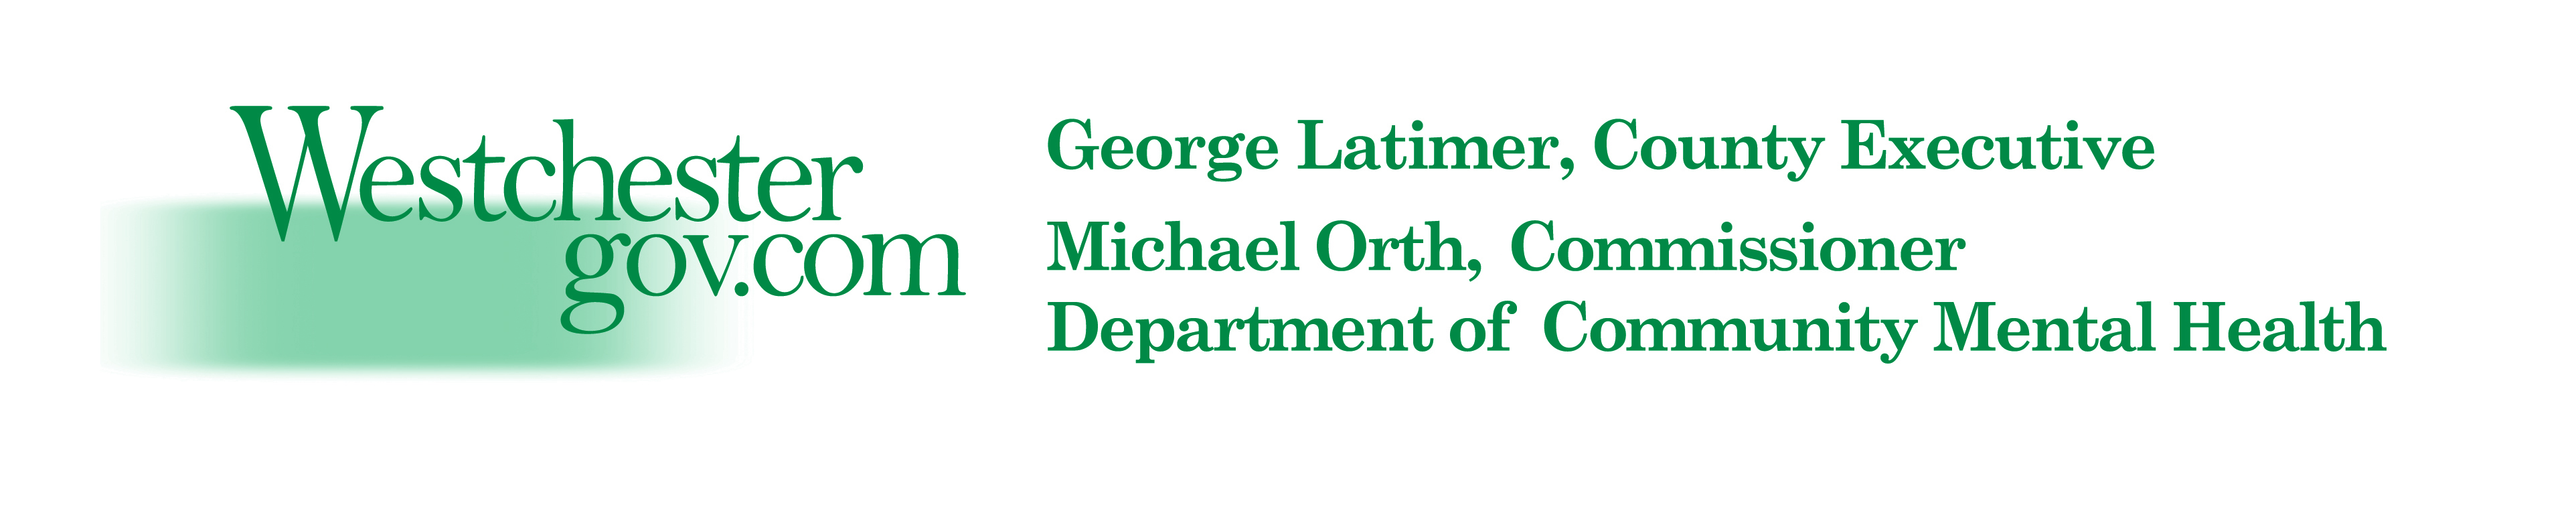 Westchester
gov.com
George Latimer, County Executive
Michael Orth, Commissioner
Department of Community Mental Health